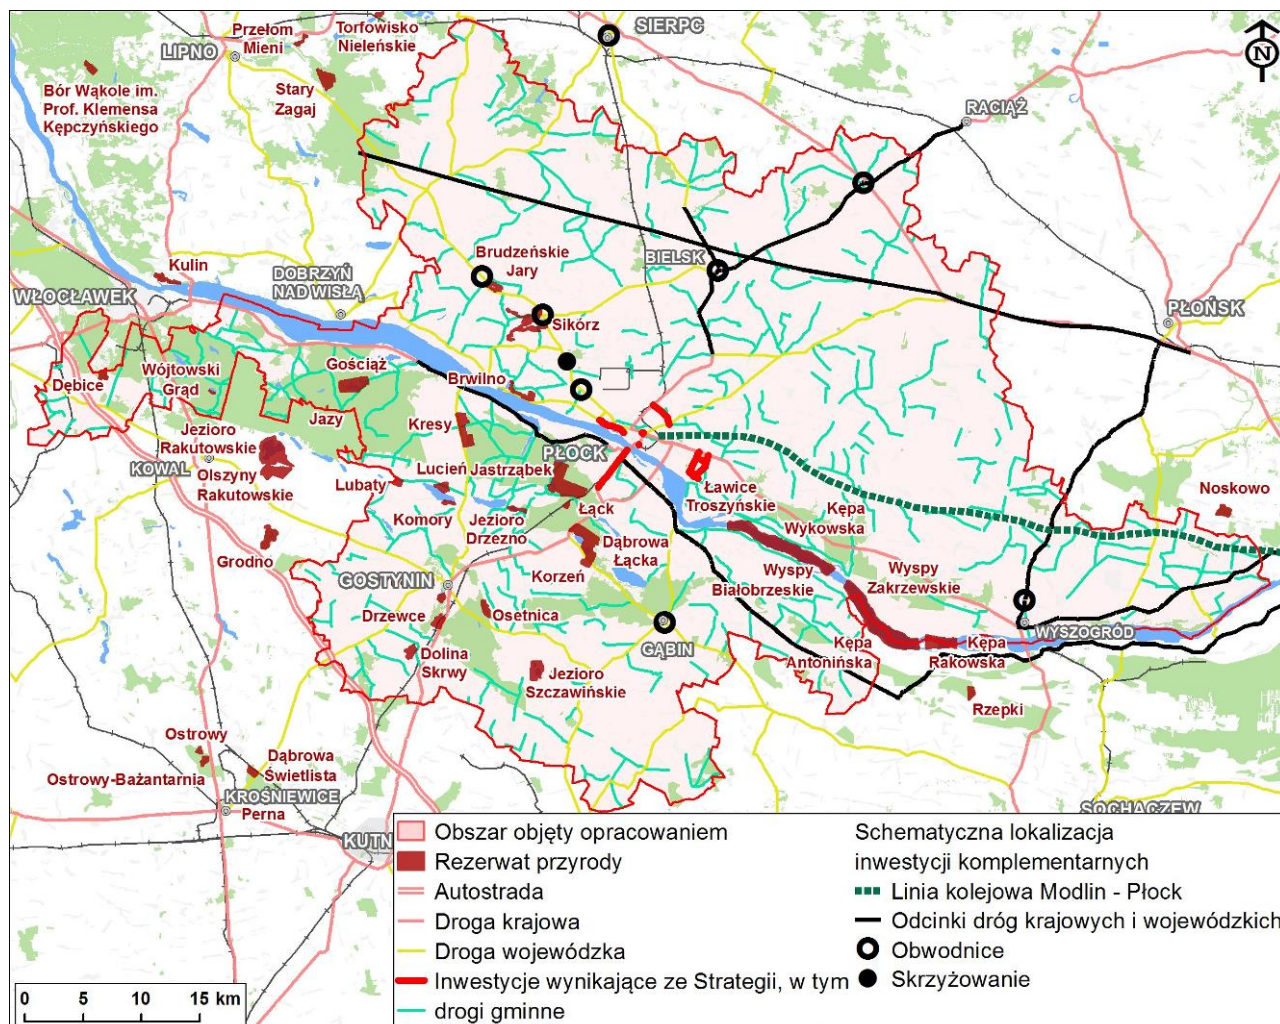 Przełom
Mieni
Torfowisko
Nieleńskie
SIERPC
N
LIPNO
Stary
Zagaj
Bór Wąkole im.
Prof. Klemensa
Kępczyńskiego
RACIĄŻ
Kulin
DOBRZYŃ
NAD WISŁĄ
Brudzeńskie
Jary
BIELSK
WŁOCŁAWEK
PŁOŃSK
Sikórz
Dębice
Wójtowski
Grąd
Gościąż
Brwilno
Jazy
Kresy
Jezioro
Rakutowskie
KOWAL
Olszyny
Rakutowskie
PŁOCK
Lucień
Jastrząbek
Lubaty
Łąck
Ławice
Troszyńskie
Noskowo
Komory
Jezioro
Drzezno
Kępa
Wykowska
Grodno
Dąbrowa
Łącka
Korzeń
GOSTYNIN
Wyspy
Białobrzeskie
Wyspy
Zakrzewskie
Drzewce
Osetnica
GĄBIN
WYSZOGRÓD
Dolina
Skrwy
Jezioro
Szczawińskie
Kępa
Antonińska
Kępa
Rakowska
Rzepki
Ostrowy
Ostrowy-Bażantarnia
Dąbrowa
Świetlista
KROŚNIEWICE
Perna
KUTN
SOCHACZEW
Obszar objęty opracowaniem
Rezerwat przyrody
Autostrada
Droga krajowa
Droga wojewódzka
Inwestycje wynikające ze Strategii, w tym
drogi gminne
Schematyczna lokalizacja
inwestycji komplementarnych
Linia kolejowa Modlin - Płock
Odcinki dróg krajowych i wojewódzkich
Obwodnice
Skrzyżowanie
0 5 10 15 km